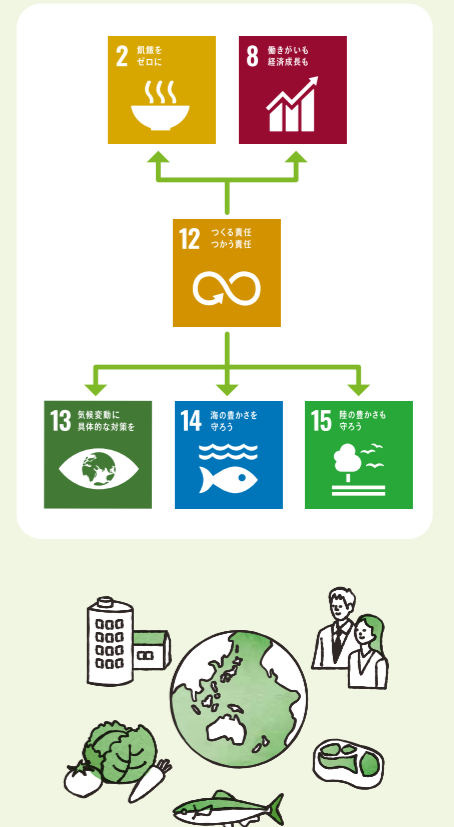 2 飢餓を
ゼロに
8 働きがいも
経済成長も
12 つくる責任
つかう責任
13 気候変動に
具体的な対策を
14 海の豊かさを
守ろう
15 陸の豊かさも
守ろう